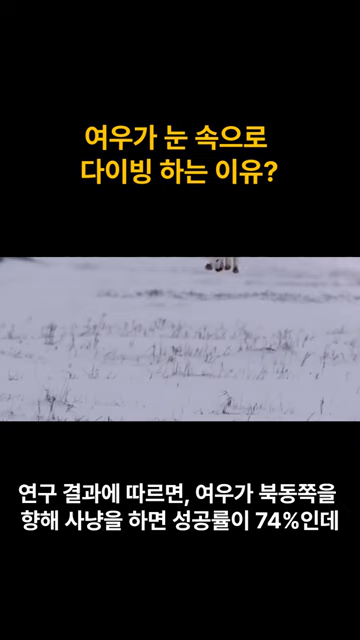 여우가 눈 속으로
다이빙 하는 이유?
연구 결과에 따르면, 여우가 북동쪽을
향해 사냥을 하면 성공률이 74%인데